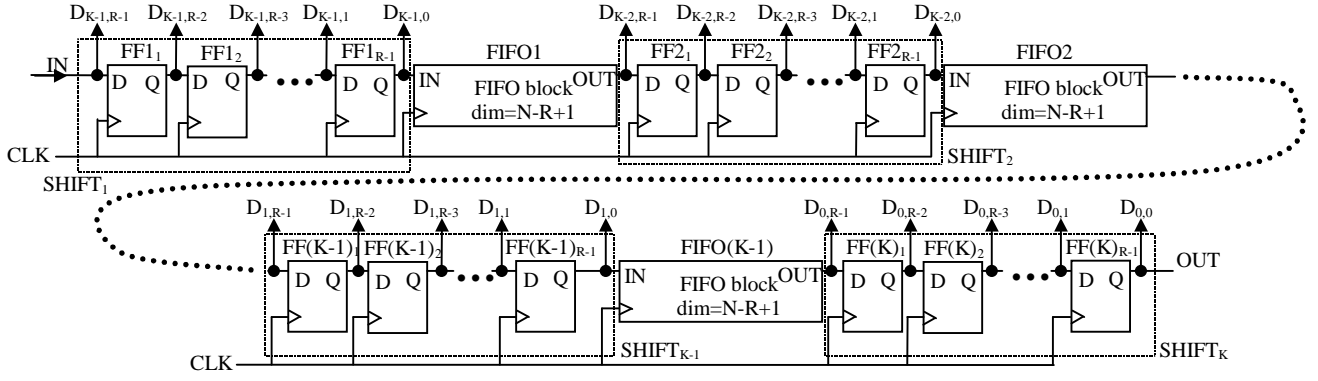 D_{K-1,R-1} D_{K-1,R-2} D_{K-1,R-3} D_{K-1,1} D_{K-1,0} D_{K-2,R-1} D_{K-2,R-2} D_{K-2,R-3} D_{K-2,1} D_{K-2,0}
FF1_1 FF1_2 FF1_{R-1} FIFO1 FF2_1 FF2_2 FF2_{R-1} FIFO2
IN D Q D Q D Q IN OUT D Q D Q D Q IN OUT
FIFO block FIFO block
dim=N-R+1 dim=N-R+1
CLK SHIFT_2
SHIFT_1
D_{1,R-1} D_{1,R-2} D_{1,R-3} D_{1,1} D_{1,0} D_{0,R-1} D_{0,R-2} D_{0,R-3} D_{0,1} D_{0,0}
FF(K-1)_1 FF(K-1)_2 FF(K-1)_{R-1} FIFO(K-1) FF(K)_1 FF(K)_2 FF(K)_{R-1}
D Q D Q D Q IN OUT D Q D Q D Q OUT
FIFO block
dim=N-R+1
SHIFT_{K-1} SHIFT_K
CLK